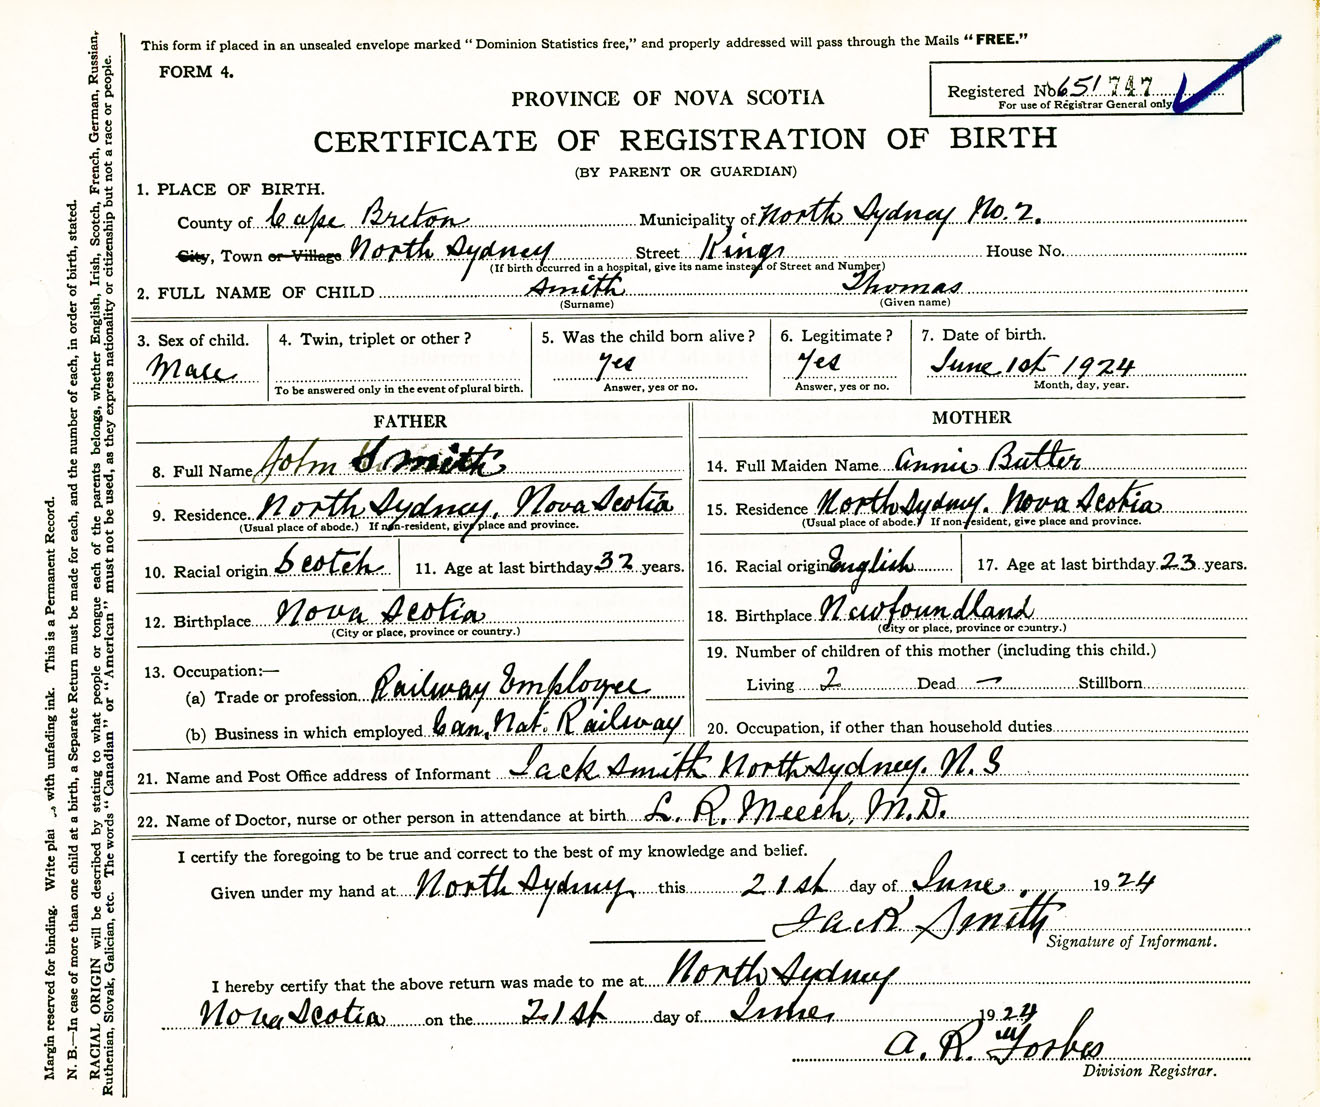 This form if placed in an unsealed envelope marked "Dominion Statistics free," and properly addressed will pass through the Mails "FREE."
FORM 4.
Registered No 651747
For use of Registrar General only
PROVINCE OF NOVA SCOTIA
CERTIFICATE OF REGISTRATION OF BIRTH
(BY PARENT OR GUARDIAN)
1. PLACE OF BIRTH.
County of Cape Breton Municipality of North Sydney No. 2.
City, Town or Village North Sydney Street Kings House No.
(If birth occurred in a hospital, give its name instead of Street and Number)
2. FULL NAME OF CHILD Smith Thomas
(Surname) (Given name)
3. Sex of child. 4. Twin, triplet or other? 5. Was the child born alive? 6. Legitimate? 7. Date of birth.
Male yes yes June 1st 1924
To be answered only in the event of plural birth. Answer, yes or no. Answer, yes or no. Month, day, year.
FATHER MOTHER
8. Full Name John Smith
9. Residence. North Sydney, Nova Scotia
(Usual place of abode.) If non-resident, give place and province.
10. Racial origin Scotch 11. Age at last birthday 32 years.
12. Birthplace Nova Scotia
(City or place, province or country.)
13. Occupation:—
(a) Trade or profession Railway Employee
(b) Business in which employed Can. Nat. Railway
14. Full Maiden Name Annie Butler
15. Residence North Sydney. Nova Scotia
(Usual place of abode.) If non-resident, give place and province.
16. Racial origin English 17. Age at last birthday 23 years.
18. Birthplace Newfoundland
(City or place, province or country.)
19. Number of children of this mother (including this child.)
Living 2 Dead — Stillborn
20. Occupation, if other than household duties
21. Name and Post Office address of Informant Jack Smith North Sydney. N.S
22. Name of Doctor, nurse or other person in attendance at birth L. R. Meech, M.D.
I certify the foregoing to be true and correct to the best of my knowledge and belief.
Given under my hand at North Sydney this 21st day of June. 1924
Jack Smith
Signature of Informant.
I hereby certify that the above return was made to me at North Sydney
Nova Scotia on the 21st day of June, 1924
A. R. Forbes
Division Registrar.
Margin reserved for binding. Write with unfading ink. This is a Permanent Record.
N. B.—In case of more than one child at a birth, a Separate Return must be made for each, and the number of each, in order of birth, stated.
RACIAL ORIGIN will be described by stating to what people or tongue each of the parents belongs, whether English, Irish, Scotch, French, German, Russian,
Ruthenian, Slovak, Galician, etc. The words "Canadian" or "American" must not be used, as they express nationality or citizenship but not a race or people.